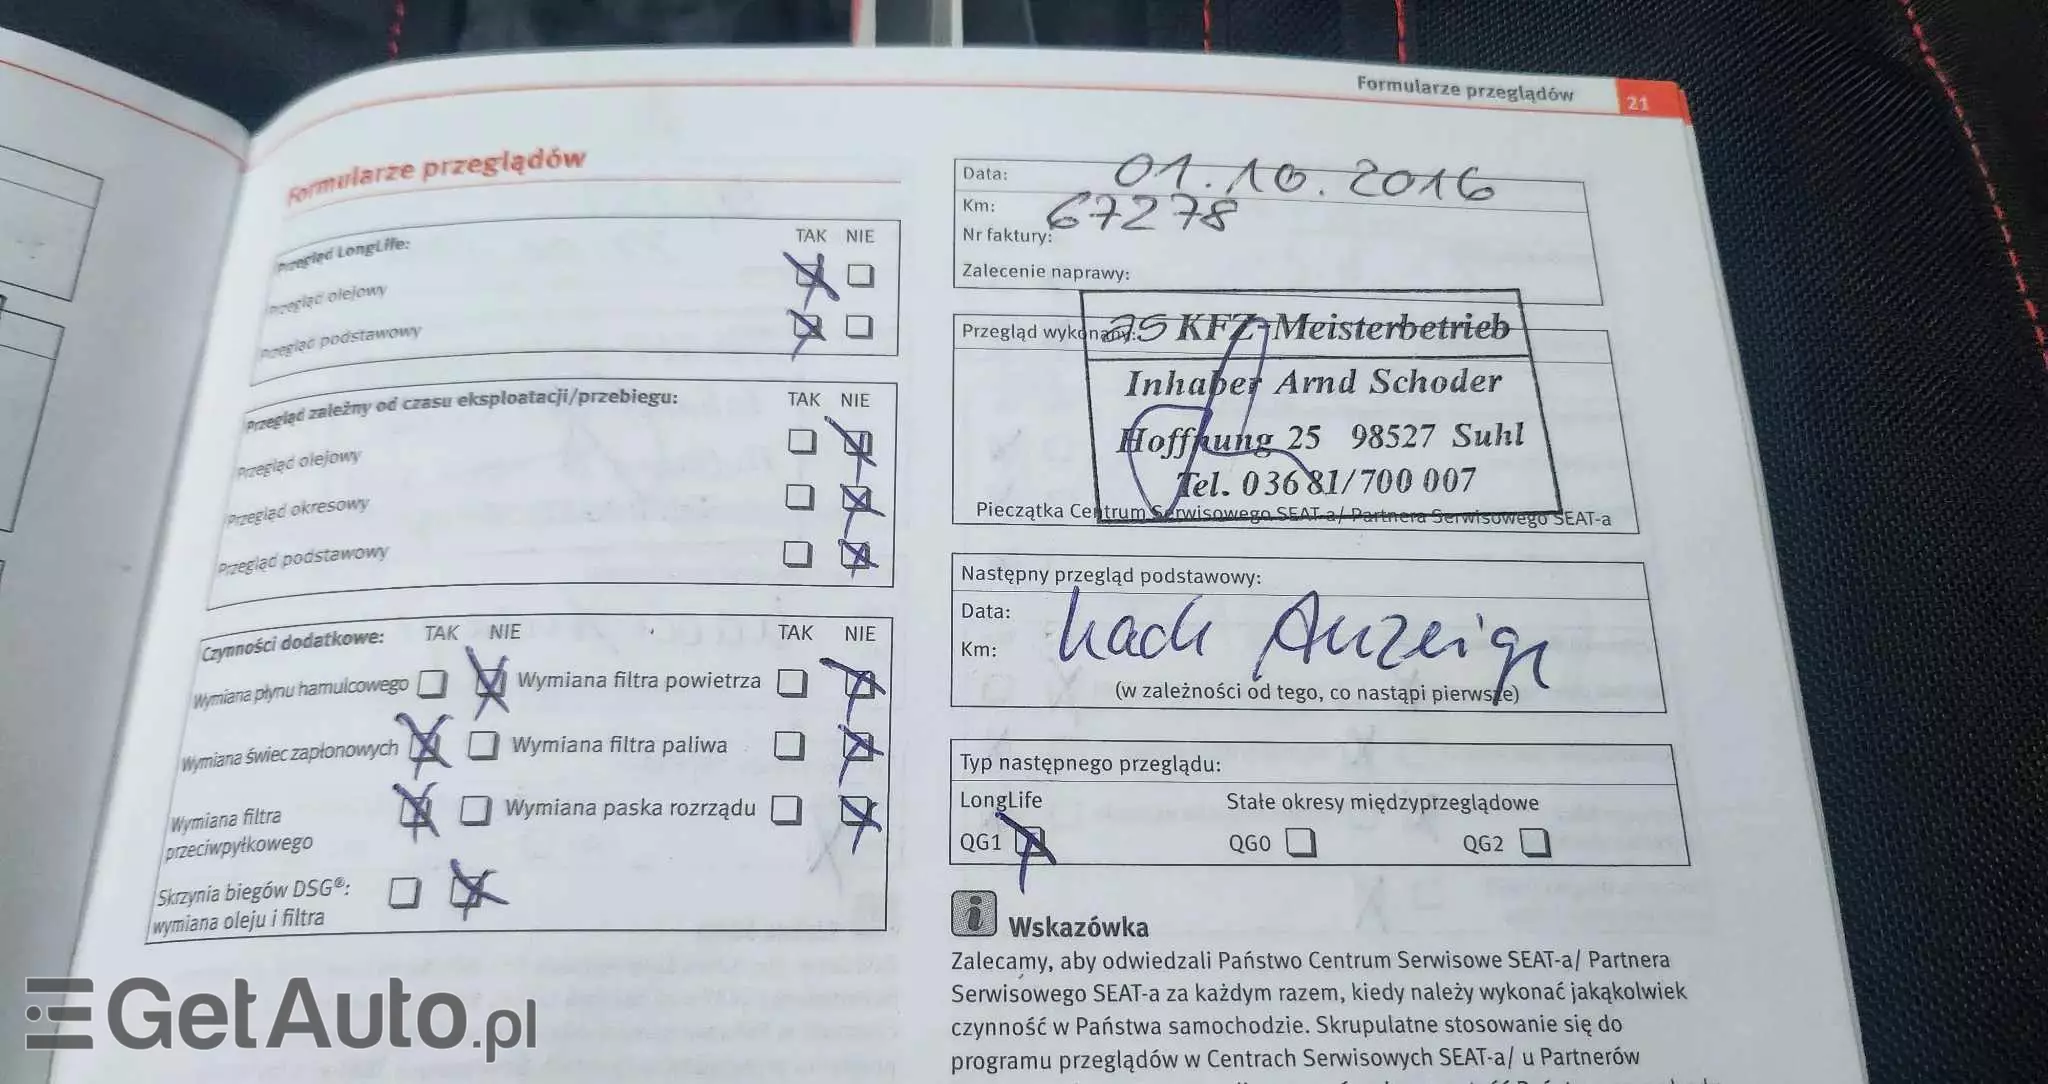 Formularze przeglądów 21
Formularze przeglądów
TAK NIE
Przegląd LongLife:
Przegląd olejowy
Przegląd podstawowy
Przegląd zależny od czasu eksploatacji/przebiegu: TAK NIE
Przegląd olejowy
Przegląd okresowy
Przegląd podstawowy
Czynności dodatkowe: TAK NIE TAK NIE
Wymiana płynu hamulcowego Wymiana filtra powietrza
Wymiana świec zapłonowych Wymiana filtra paliwa
Wymiana filtra Wymiana paska rozrządu
przeciwpyłkowego
Skrzynia biegów DSG®:
wymiana oleju i filtra
Data: 01.10.2016
Km: 67278
Nr faktury:
Zalecenie naprawy:
Przegląd wykonany:
KFZ-Meisterbetrieb
Inhaber Arnd Schoder
Hoffnung 25 98527 Suhl
Tel. 03681/700 007
Pieczątka Centrum Serwisowego SEAT-a/ Partnera Serwisowego SEAT-a
Następny przegląd podstawowy:
Data: nach Anzeige
Km:
(w zależności od tego, co nastąpi pierwsze)
Typ następnego przeglądu:
LongLife Stałe okresy międzyprzeglądowe
QG1 QG0 QG2
i Wskazówka
Zalecamy, aby odwiedzali Państwo Centrum Serwisowe SEAT-a/ Partnera
Serwisowego SEAT-a za każdym razem, kiedy należy wykonać jakąkolwiek
czynność w Państwa samochodzie. Skrupulatne stosowanie się do
programu przeglądów w Centrach Serwisowych SEAT-a/ u Partnerów
GetAuto.pl